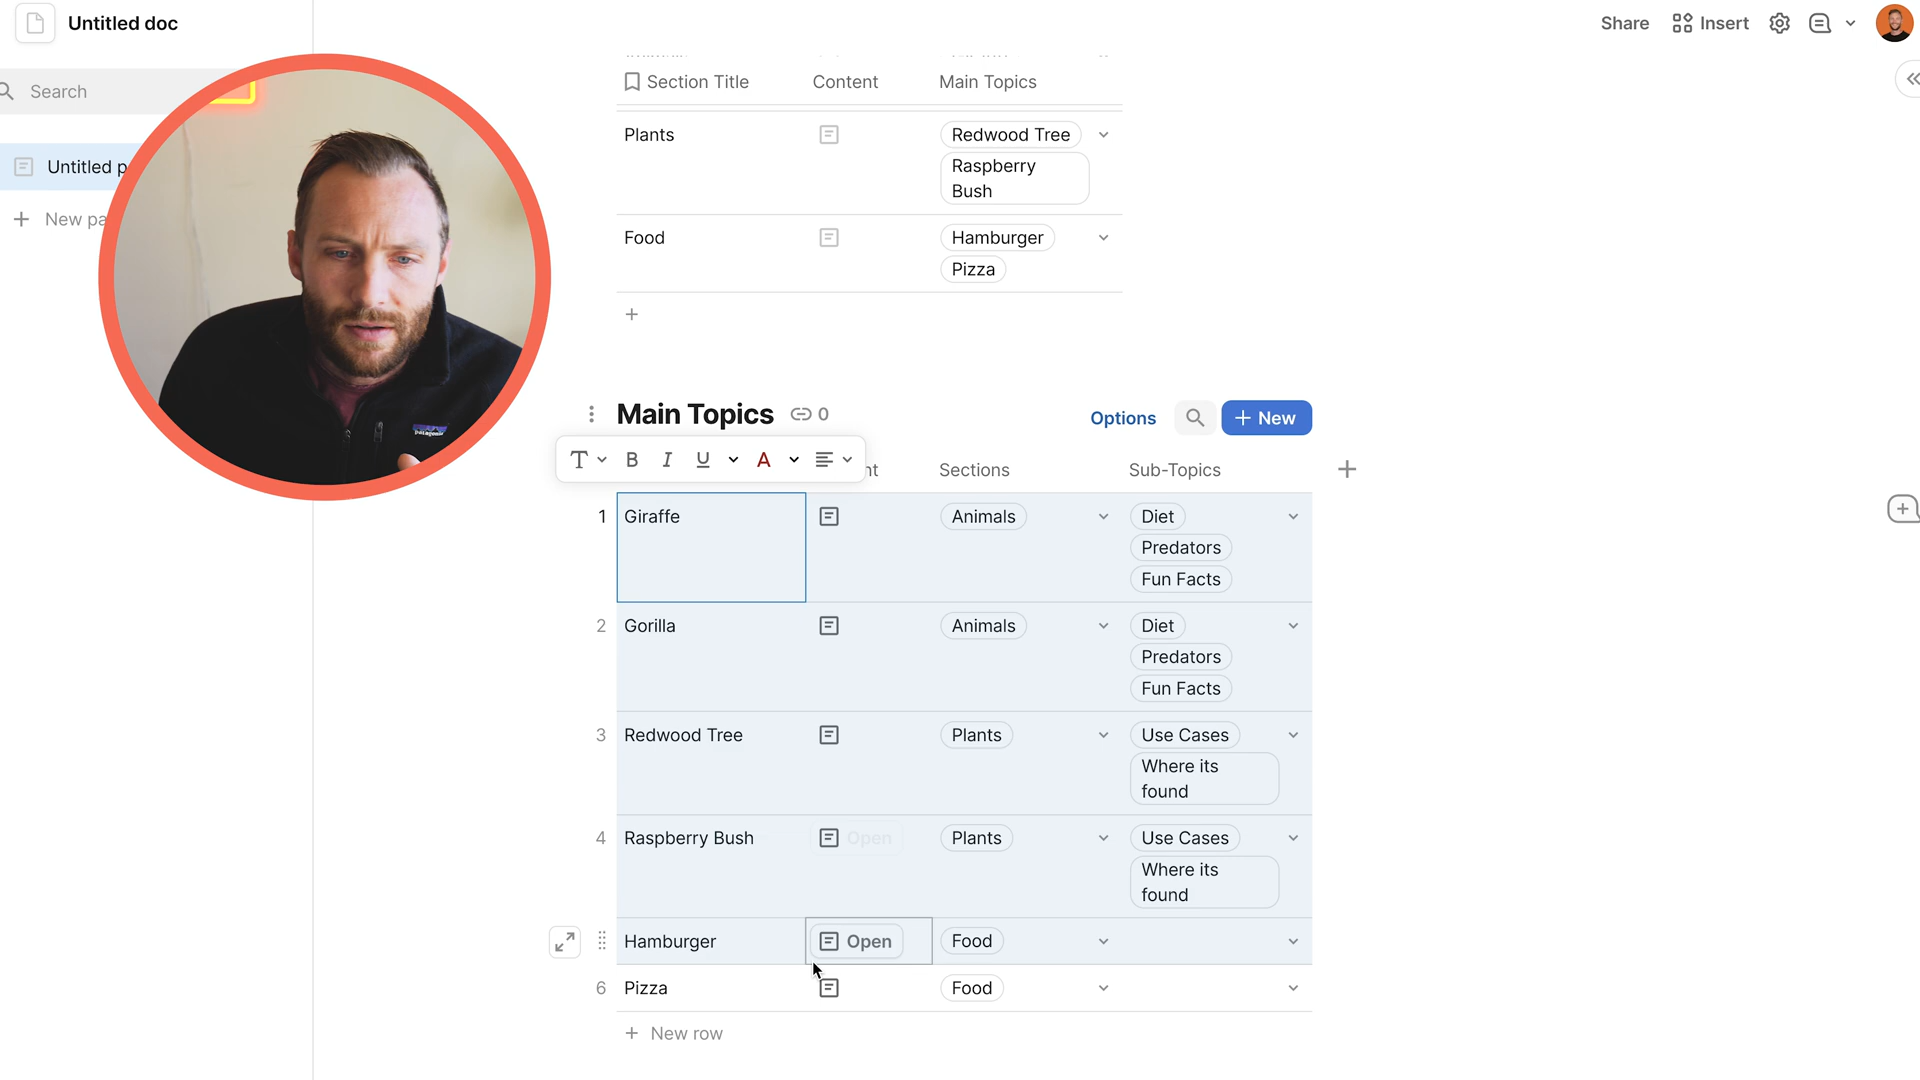 Untitled doc
Share
Insert
Search
Untitled p
New pa
Section Title Content Main Topics
Plants Redwood Tree
Raspberry
Bush
Food Hamburger
Pizza
Main Topics 0
Options
New
T B I U A
nt Sections Sub-Topics
1 Giraffe Animals Diet
Predators
Fun Facts
2 Gorilla Animals Diet
Predators
Fun Facts
3 Redwood Tree Plants Use Cases
Where its
found
4 Raspberry Bush Open Plants Use Cases
Where its
found
Hamburger Open Food
6 Pizza Food
New row
patagonia